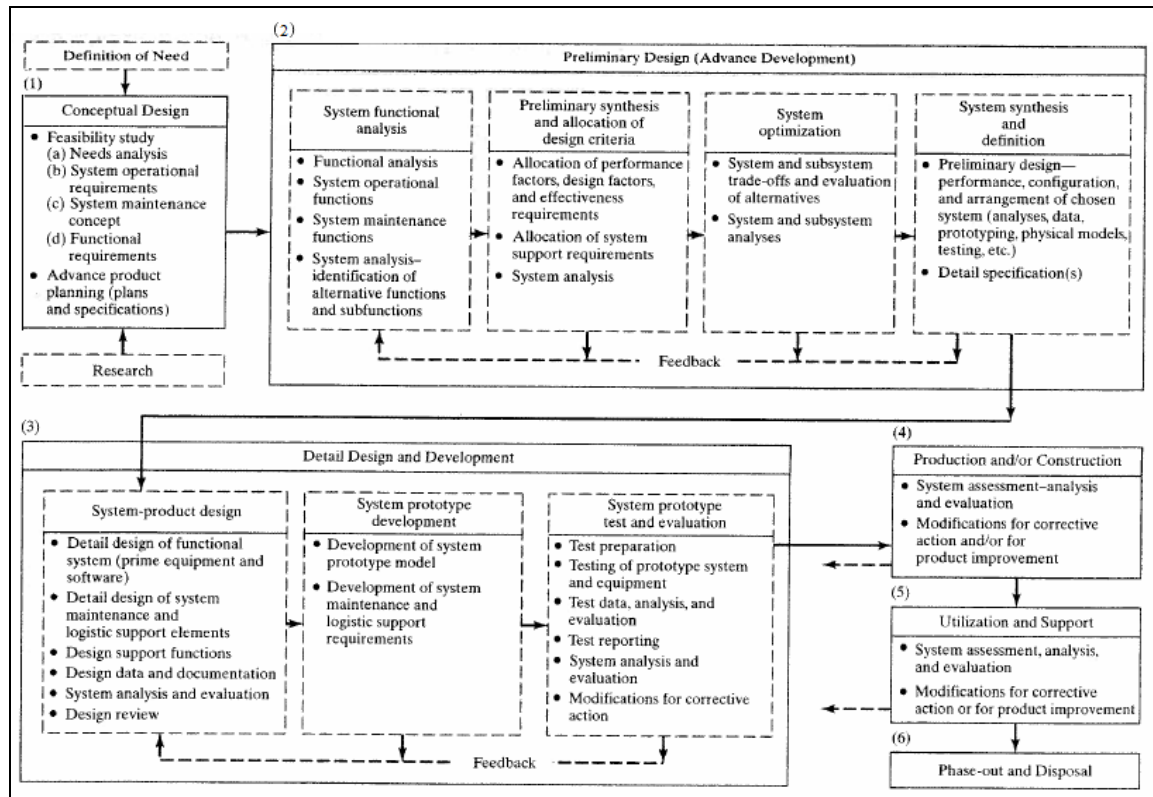 (1)
Definition of Need
Conceptual Design
• Feasibility study
(a) Needs analysis
(b) System operational
requirements
(c) System maintenance
concept
(d) Functional
requirements
• Advance product
planning (plans
and specifications)
Research
(2)
Preliminary Design (Advance Development)
System functional
analysis
• Functional analysis
• System operational
functions
• System maintenance
functions
• System analysis–
identification of
alternative functions
and subfunctions
Preliminary synthesis
and allocation of
design criteria
• Allocation of performance
factors, design factors,
and effectiveness
requirements
• Allocation of system
support requirements
• System analysis
System
optimization
• System and subsystem
trade-offs and evaluation
of alternatives
• System and subsystem
analyses
System synthesis
and
definition
• Preliminary design—
performance, configuration,
and arrangement of chosen
system (analyses, data,
prototyping, physical models,
testing, etc.)
• Detail specification(s)
Feedback
(3)
Detail Design and Development
System-product design
• Detail design of functional
system (prime equipment and
software)
• Detail design of system
maintenance and
logistic support elements
• Design support functions
• Design data and documentation
• System analysis and evaluation
• Design review
System prototype
development
• Development of system
prototype model
• Development of system
maintenance and
logistic support
requirements
System prototype
test and evaluation
• Test preparation
• Testing of prototype system
and equipment
• Test data, analysis, and
evaluation
• Test reporting
• System analysis and
evaluation
• Modifications for corrective
action
Feedback
(4)
Production and/or Construction
• System assessment–analysis
and evaluation
• Modifications for corrective
action and/or for
product improvement
(5)
Utilization and Support
• System assessment, analysis,
and evaluation
• Modifications for corrective
action or for product improvement
(6)
Phase-out and Disposal